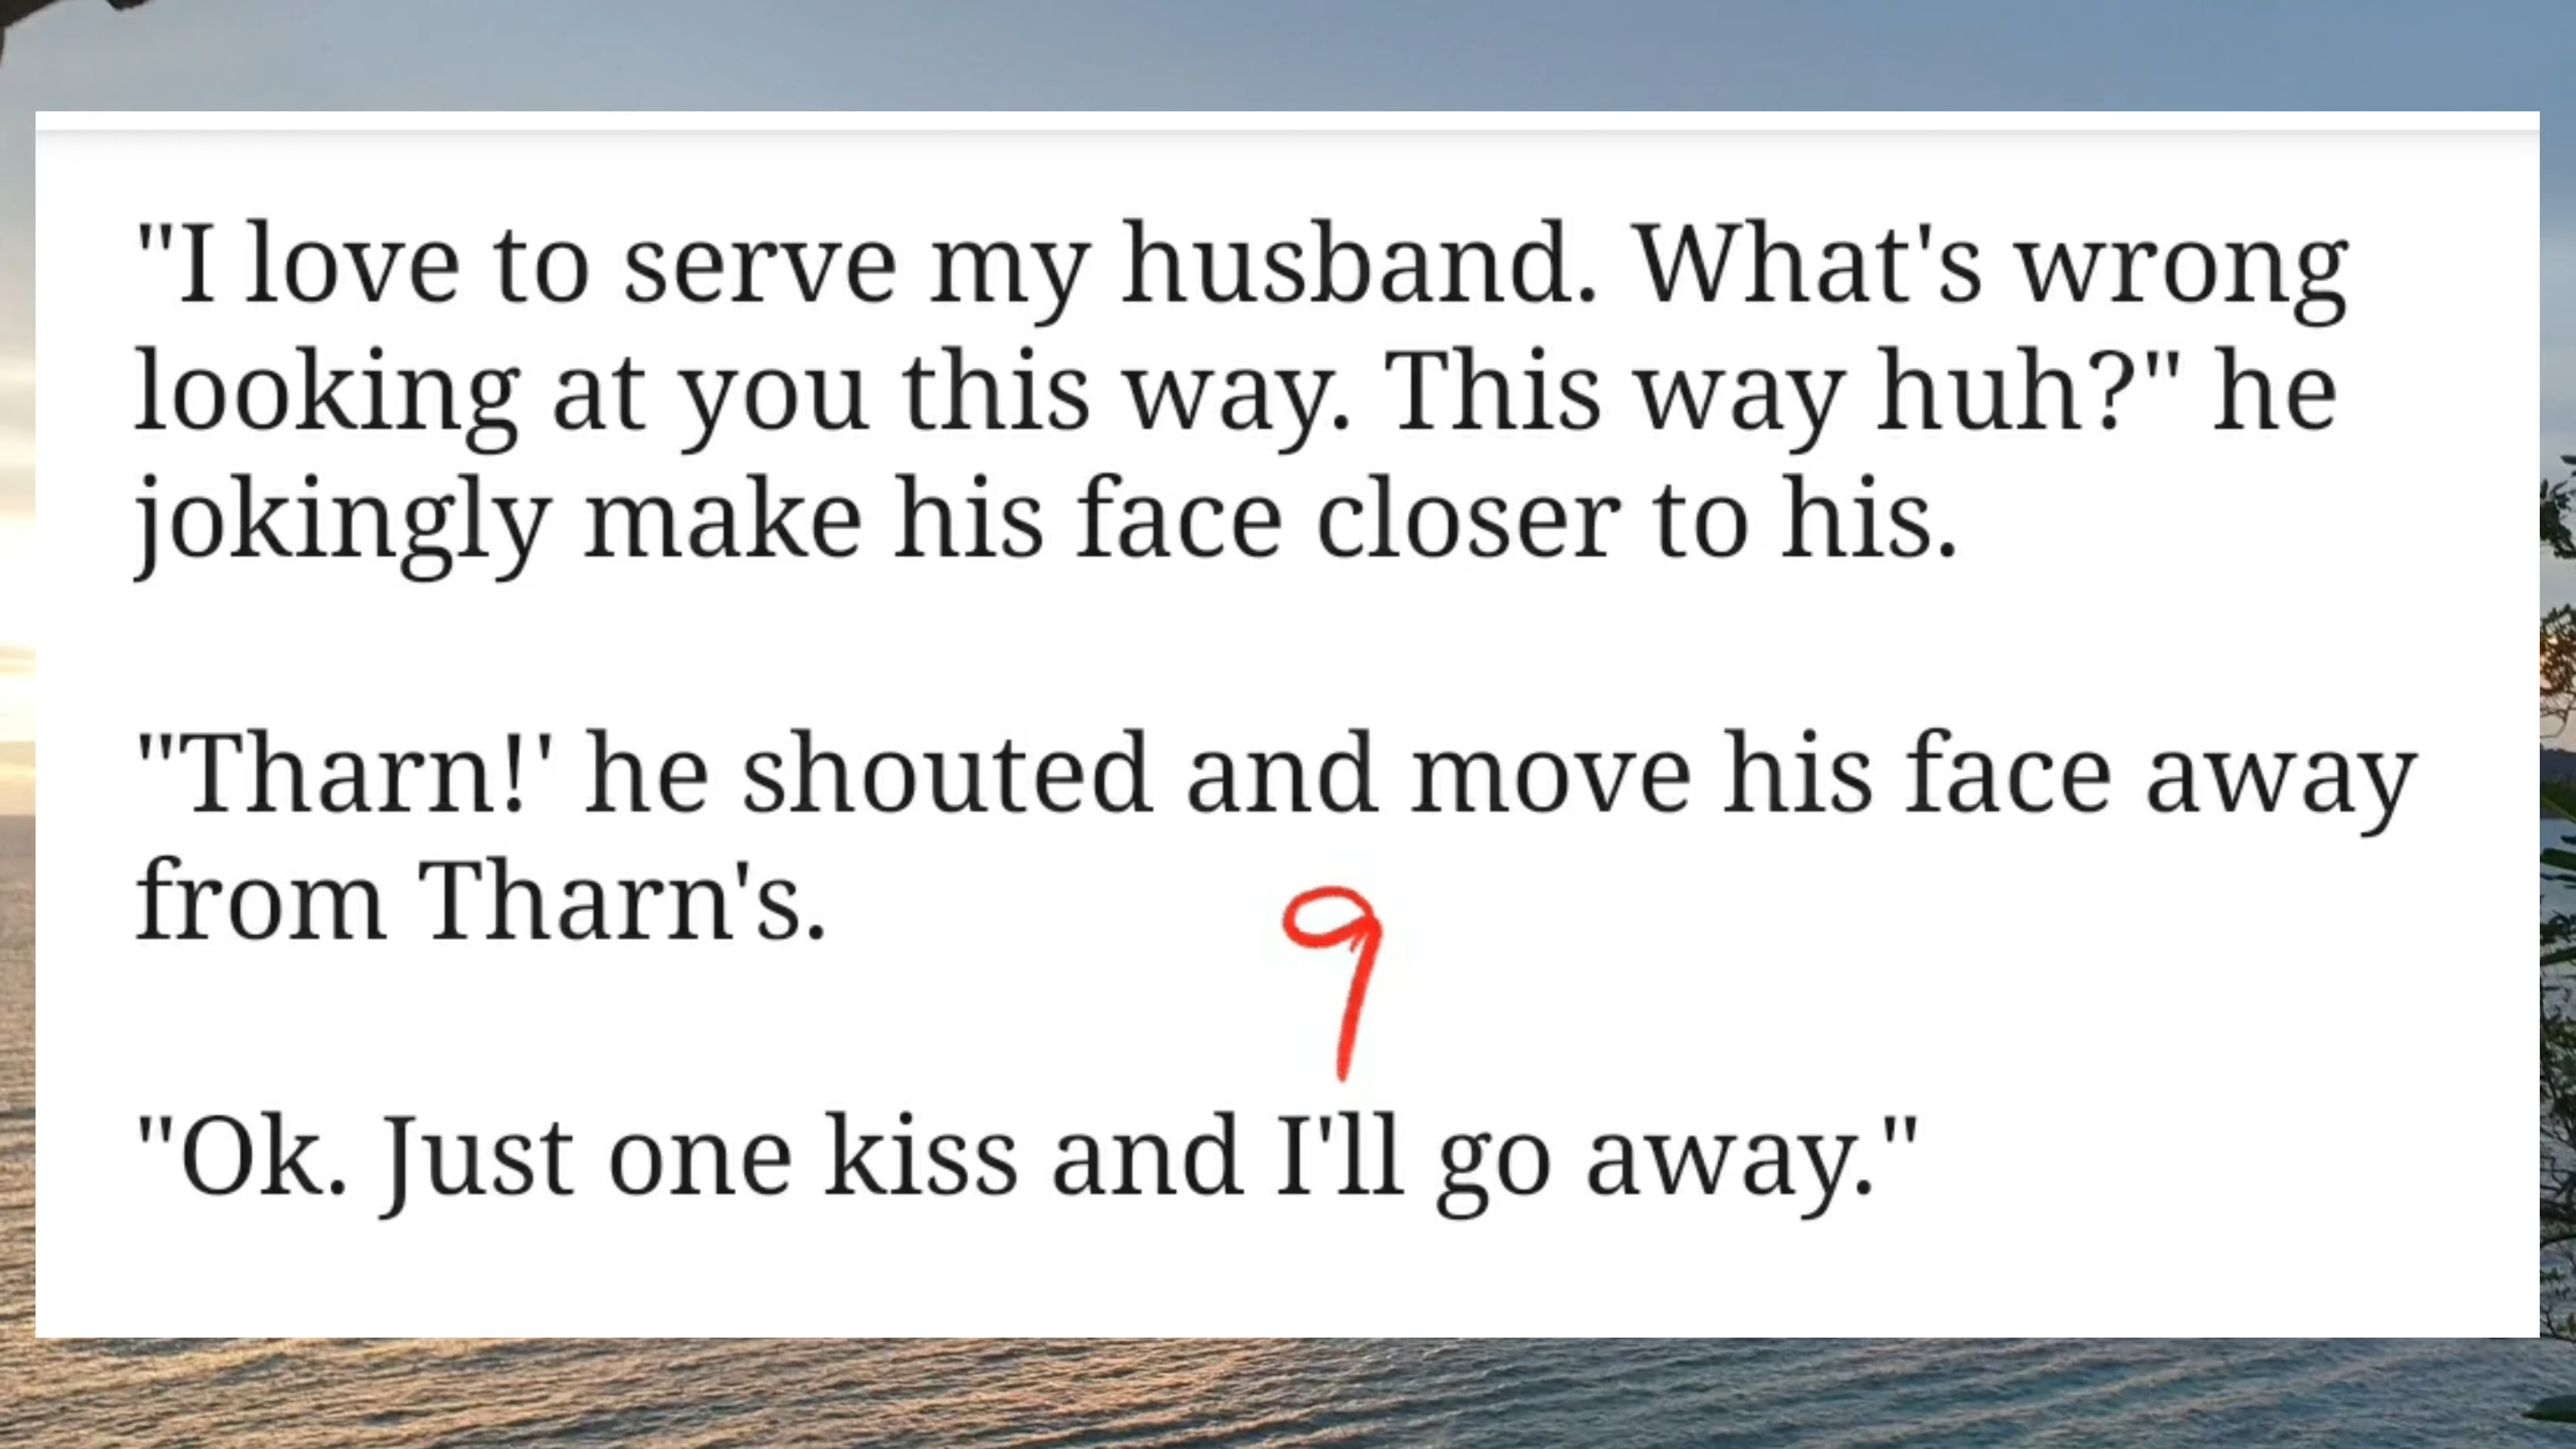 "I love to serve my husband. What's wrong
looking at you this way. This way huh?" he
jokingly make his face closer to his.
"Tharn!' he shouted and move his face away
from Tharn's.
9
"Ok. Just one kiss and I'll go away."